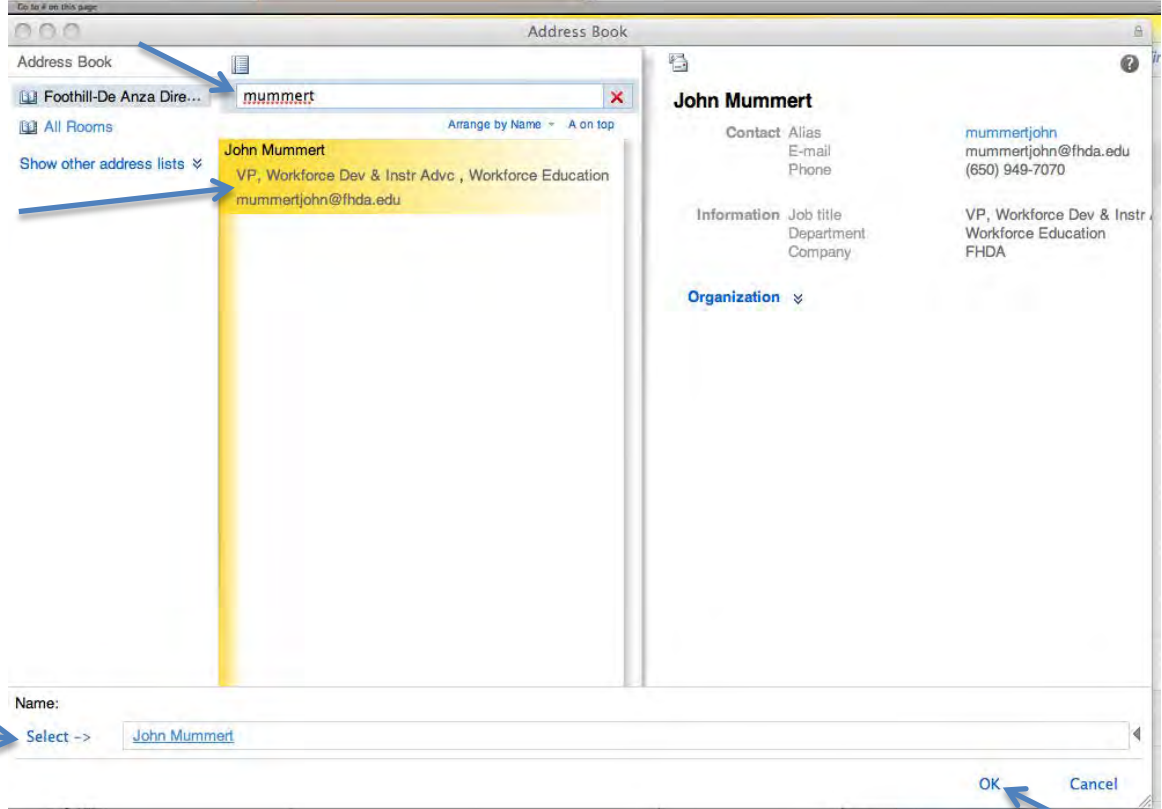 Go to # on this page
Address Book
Address Book
Foothill-De Anza Dire...
All Rooms
Show other address lists
mummert
Arrange by Name A on top
John Mummert
VP, Workforce Dev & Instr Advc , Workforce Education
mummertjohn@fhda.edu
John Mummert
Contact Alias mummertjohn
E-mail mummertjohn@fhda.edu
Phone (650) 949-7070
Information Job title VP, Workforce Dev & Instr
Department Workforce Education
Company FHDA
Organization
Name:
Select -> John Mummert
OK Cancel